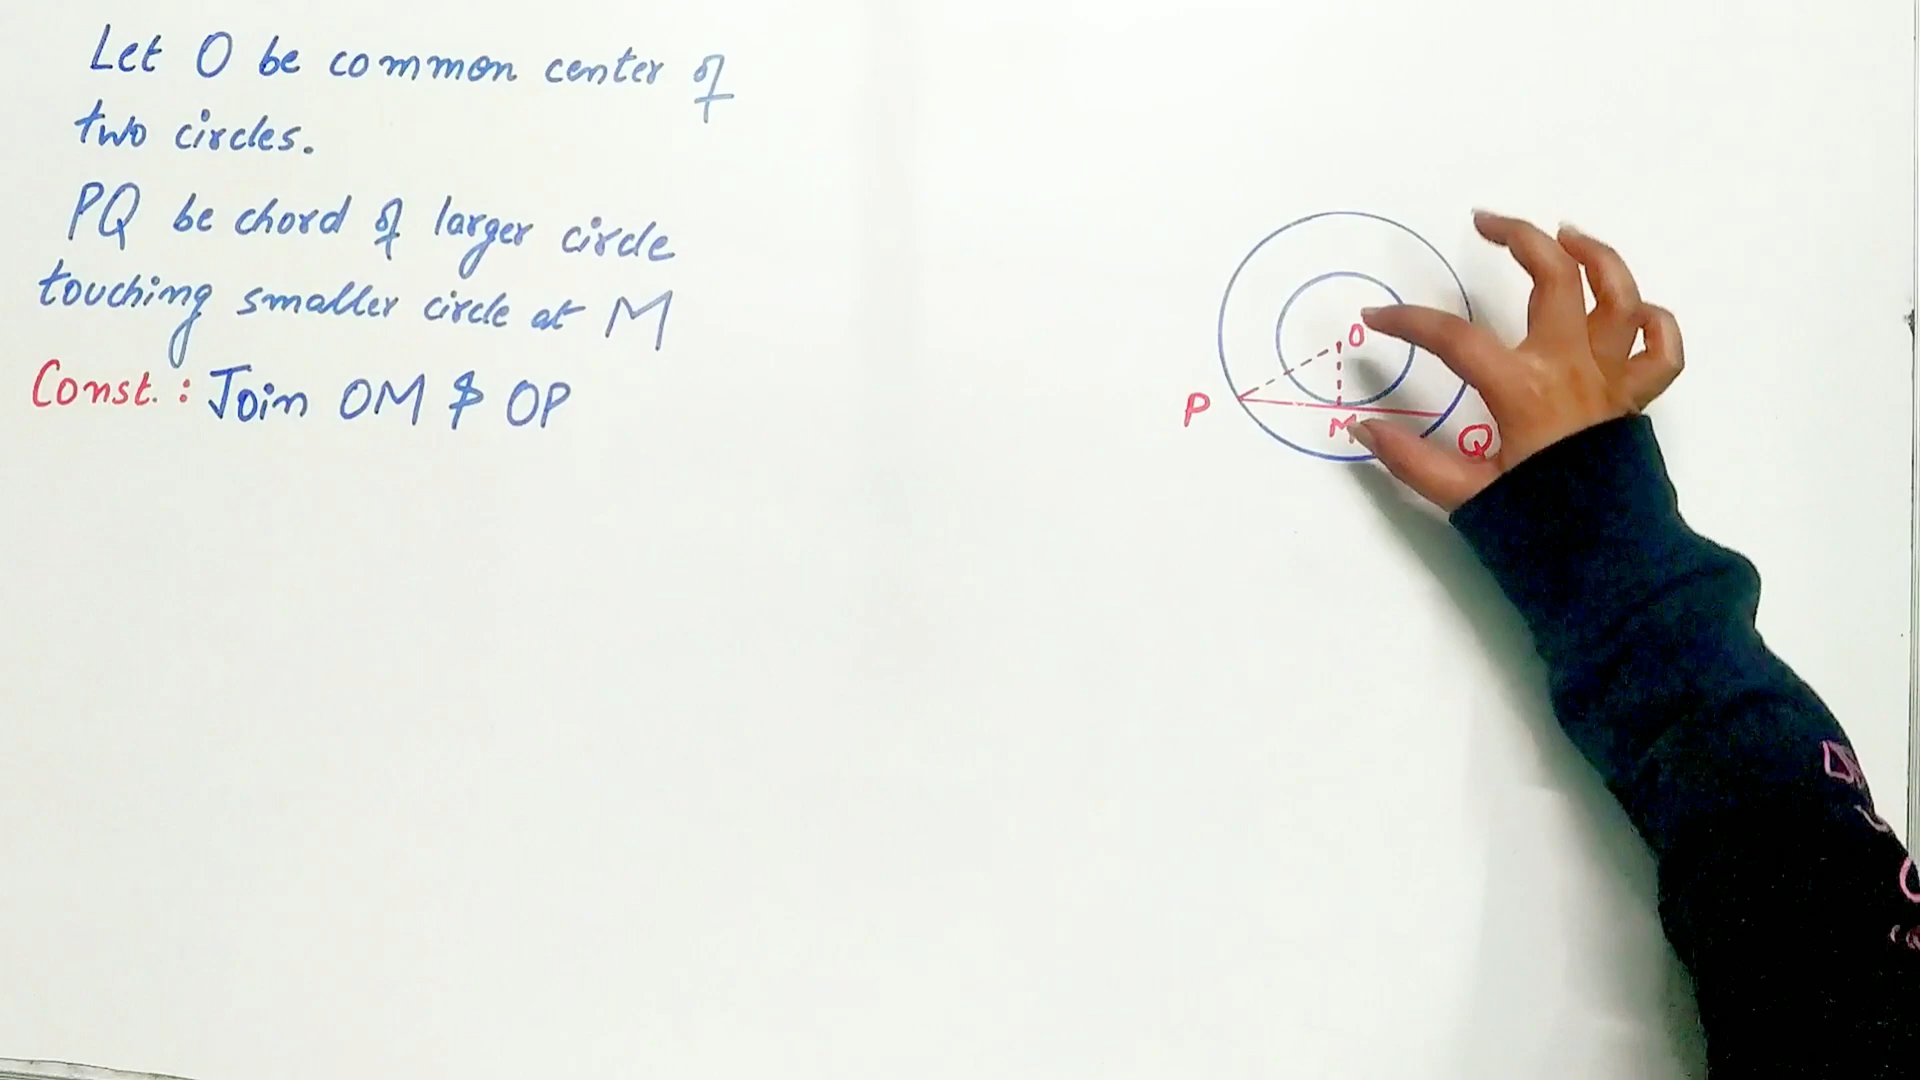 Let O be common center of
two circles.
PQ be chord of larger circle
touching smaller circle at M
Const. : Join OM & OP
O
P
M
Q